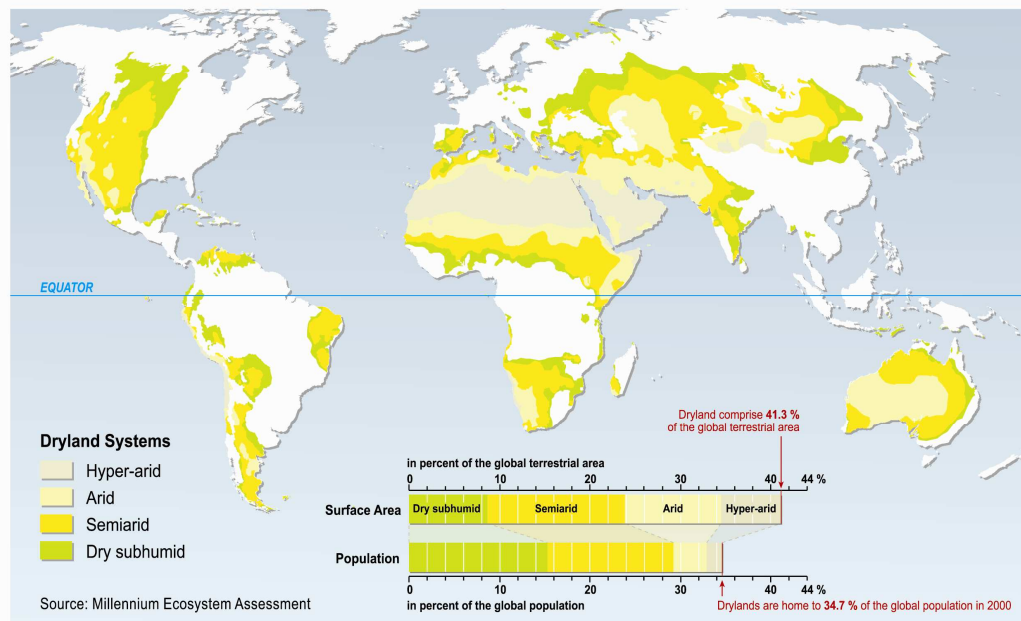 EQUATOR
Dryland Systems
Hyper-arid
Arid
Semiarid
Dry subhumid
Source: Millennium Ecosystem Assessment
Dryland comprise 41.3 %
of the global terrestrial area
in percent of the global terrestrial area
0 10 20 30 40 44 %
Surface Area Dry subhumid Semiarid Arid Hyper-arid
Population
0 10 20 30 40 44 %
in percent of the global population
Drylands are home to 34.7 % of the global population in 2000